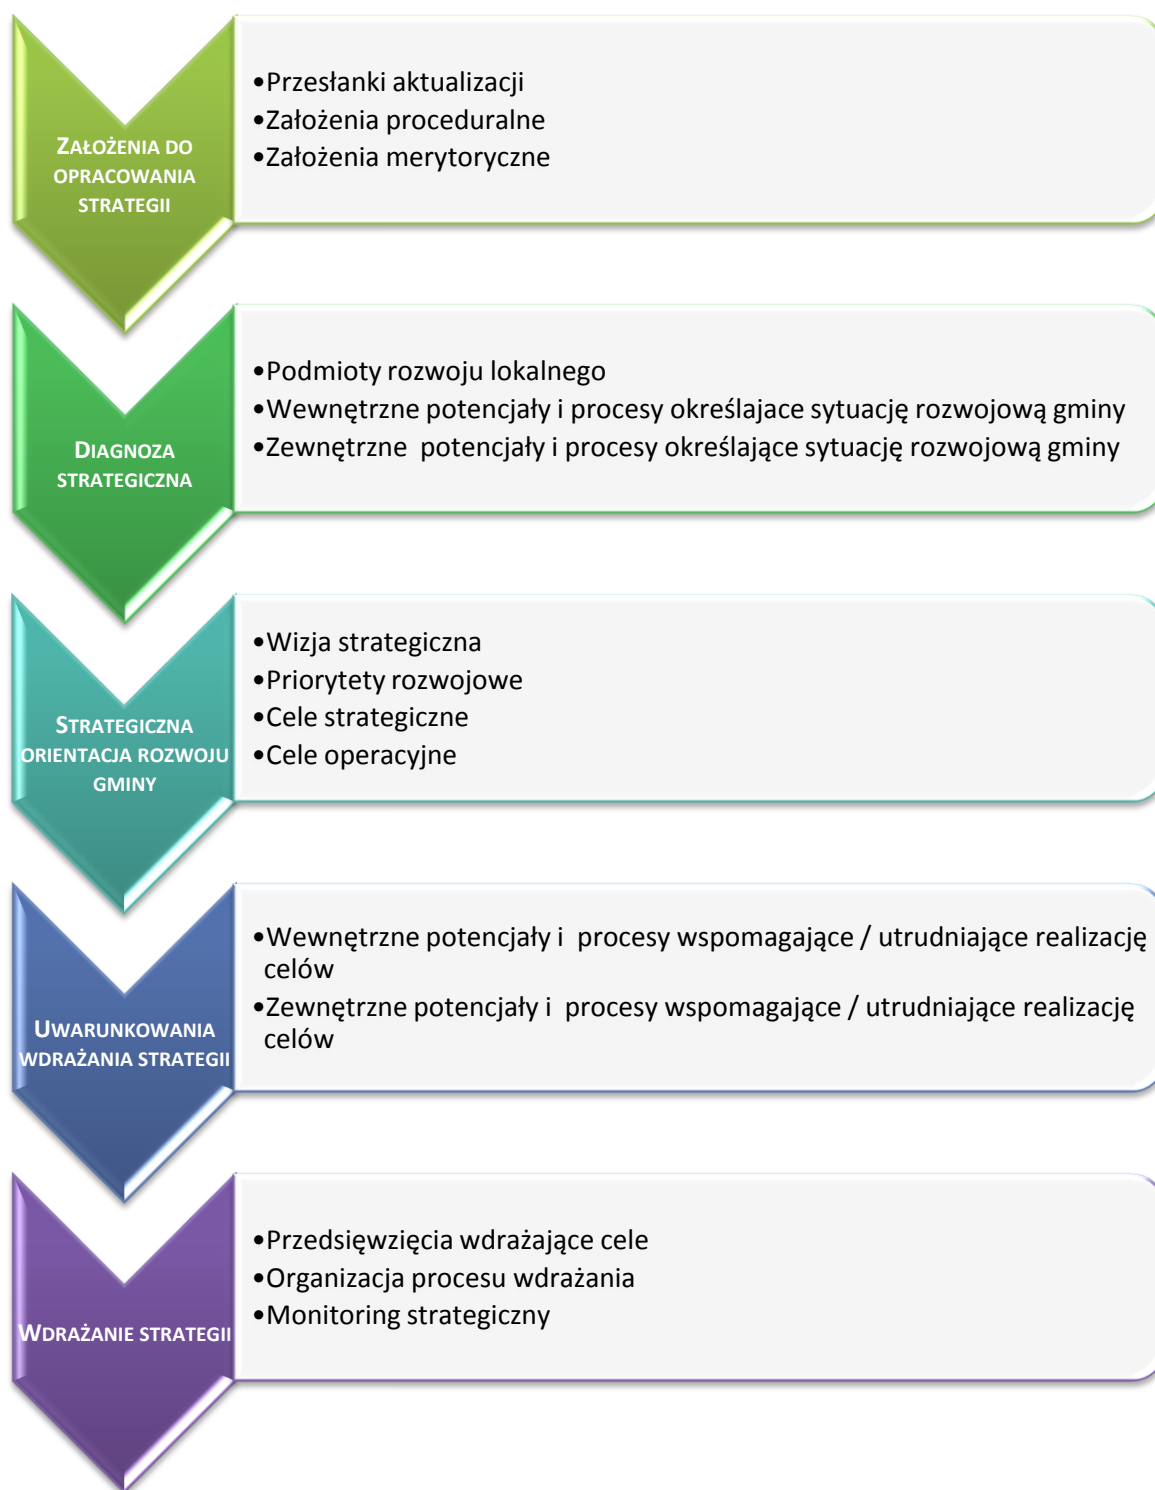 ZAŁOŻENIA DO
OPRACOWANIA
STRATEGII
•Przesłanki aktualizacji
•Założenia proceduralne
•Założenia merytoryczne
DIAGNOZA
STRATEGICZNA
•Podmioty rozwoju lokalnego
•Wewnętrzne potencjały i procesy określajace sytuację rozwojową gminy
•Zewnętrzne  potencjały i procesy określające sytuację rozwojową gminy
STRATEGICZNA
ORIENTACJA ROZWOJU
GMINY
•Wizja strategiczna
•Priorytety rozwojowe
•Cele strategiczne
•Cele operacyjne
UWARUNKOWANIA
WDRAŻANIA STRATEGII
•Wewnętrzne potencjały i  procesy wspomagające / utrudniające realizację
celów
•Zewnętrzne potencjały i  procesy wspomagające / utrudniające realizację
celów
WDRAŻANIE STRATEGII
•Przedsięwzięcia wdrażające cele
•Organizacja procesu wdrażania
•Monitoring strategiczny